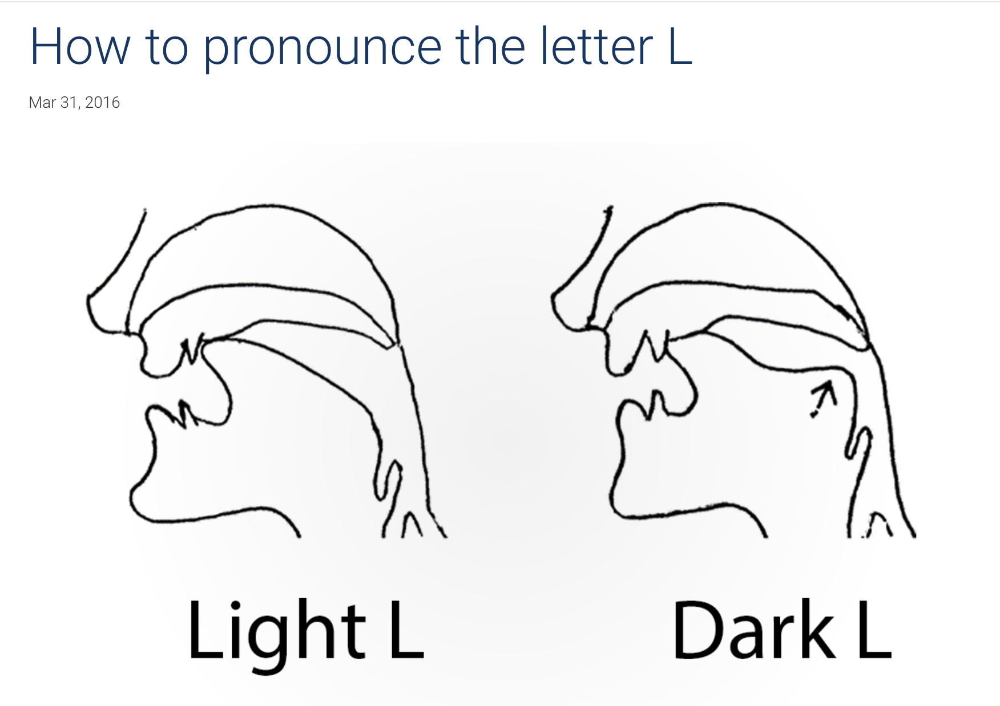 How to pronounce the letter L
Mar 31, 2016
Light L
Dark L